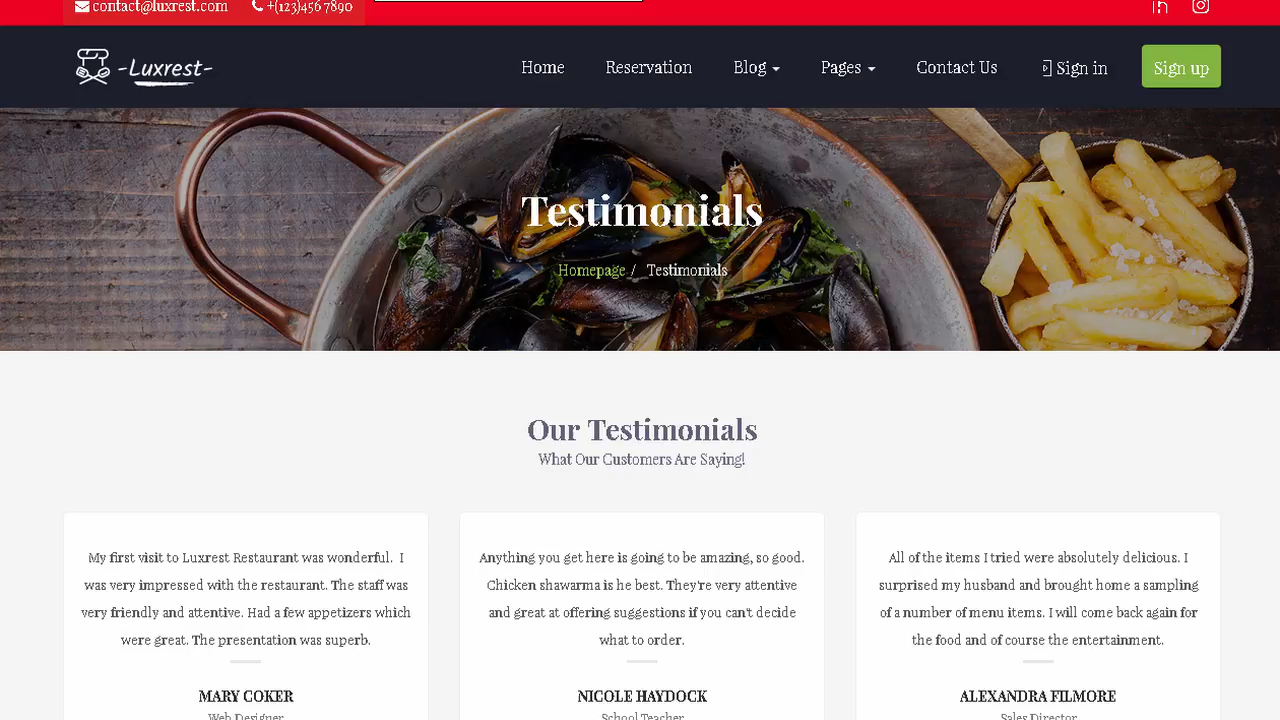 contact@luxrest.com +(123)456 7890
-Luxrest-
Home Reservation Blog Pages Contact Us Sign in Sign up
Testimonials
Homepage / Testimonials
Our Testimonials
What Our Customers Are Saying!
My first visit to Luxrest Restaurant was wonderful. I
was very impressed with the restaurant. The staff was
very friendly and attentive. Had a few appetizers which
were great. The presentation was superb.
MARY COKER
Web Designer
Anything you get here is going to be amazing, so good.
Chicken shawarma is he best. They're very attentive
and great at offering suggestions if you can't decide
what to order.
NICOLE HAYDOCK
School Teacher
All of the items I tried were absolutely delicious. I
surprised my husband and brought home a sampling
of a number of menu items. I will come back again for
the food and of course the entertainment.
ALEXANDRA FILMORE
Sales Director